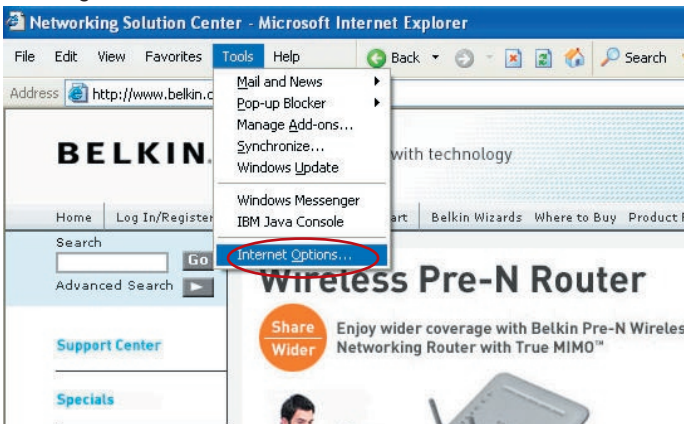 Networking Solution Center - Microsoft Internet Explorer
File Edit View Favorites Tools Help Back Search
Address http://www.belkin.c
Mail and News
Pop-up Blocker
Manage Add-ons...
Synchronize...
Windows Update
Windows Messenger
IBM Java Console
Internet Options...
BELKIN. with technology
Home Log In/Register art Belkin Wizards Where to Buy Product
Search
Go
Advanced Search
Support Center
Specials
Wireless Pre-N Router
Share
Wider
Enjoy wider coverage with Belkin Pre-N Wireles
Networking Router with True MIMO™